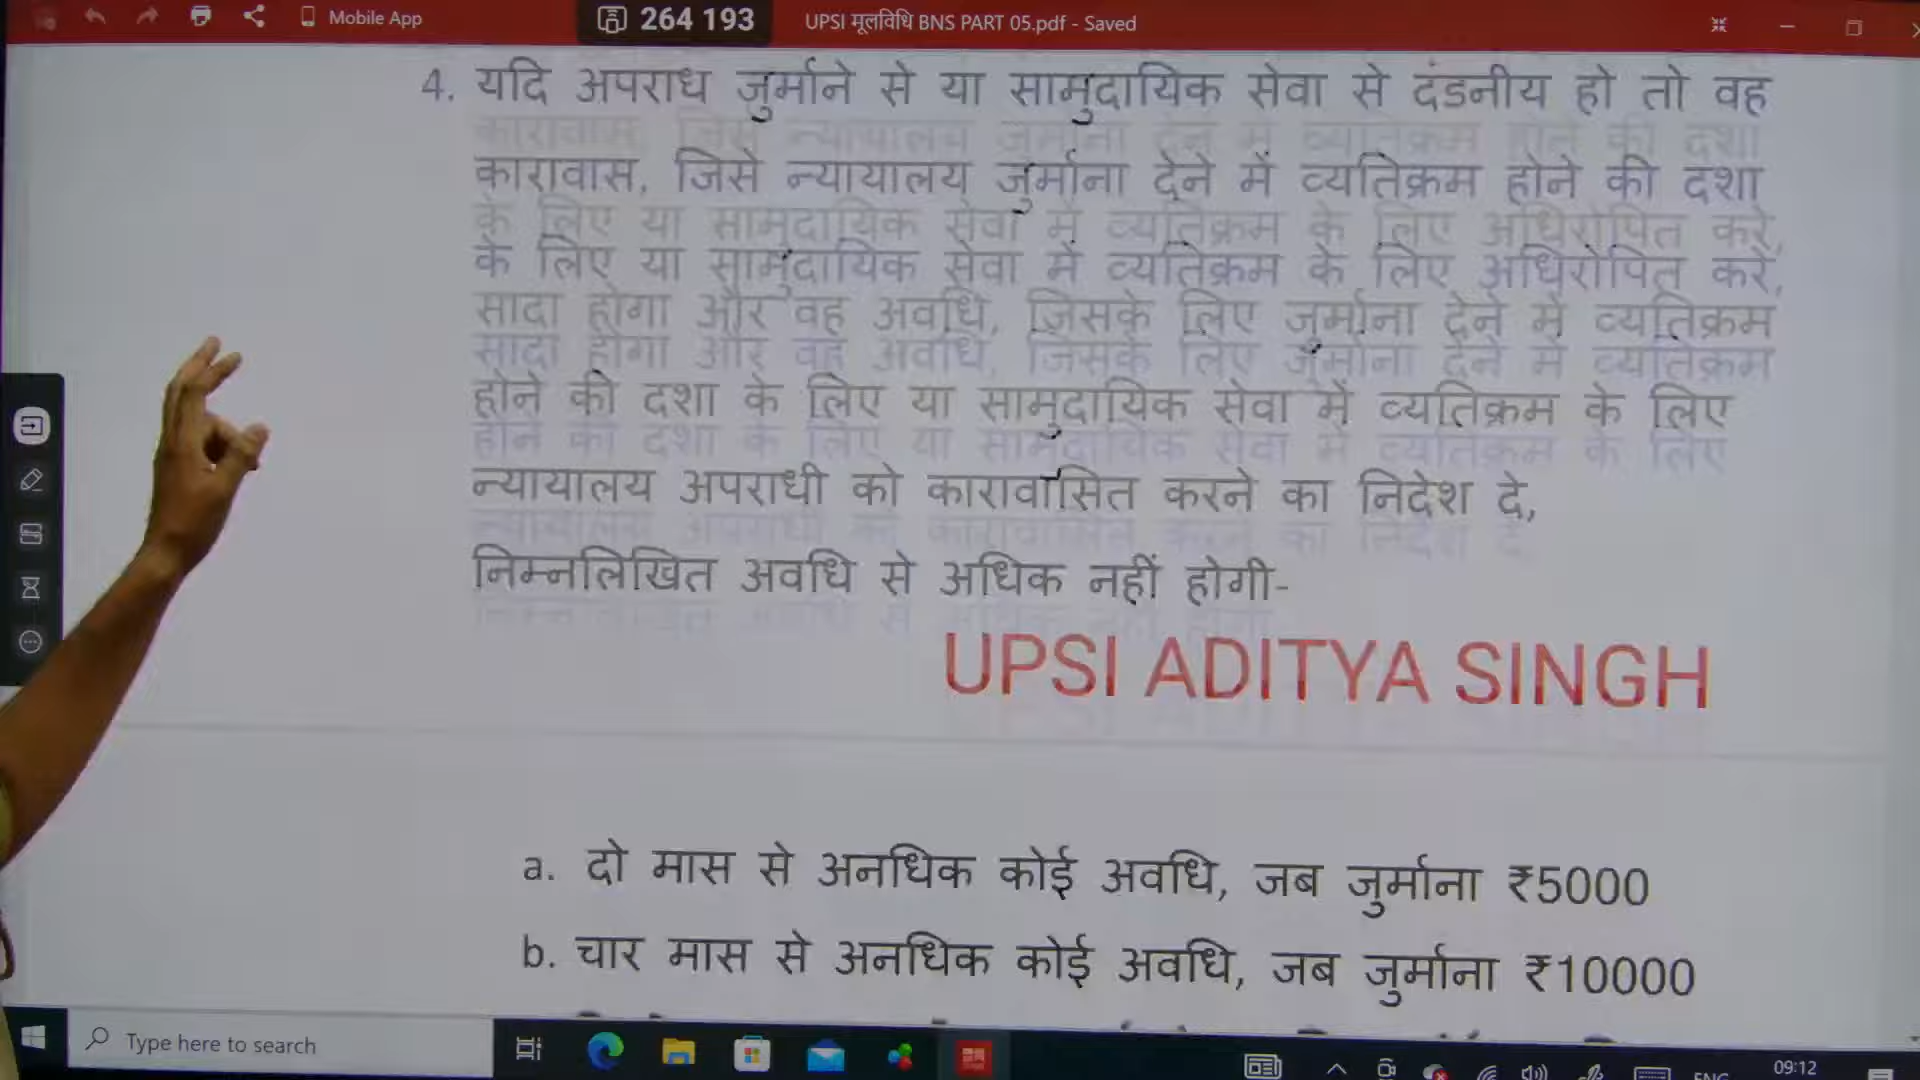 Mobile App
264 193
UPSI मूलविधि BNS PART 05.pdf - Saved
4. यदि अपराध जुर्माने से या सामुदायिक सेवा से दंडनीय हो तो वह
कारावास, जिसे न्यायालय जुर्माना देने में व्यतिक्रम होने की दशा
के लिए या सामुदायिक सेवा में व्यतिक्रम के लिए अधिरोपित करे,
सादा होगा और वह अवधि, जिसके लिए जुर्माना देने में व्यतिक्रम
होने की दशा के लिए या सामुदायिक सेवा में व्यतिक्रम के लिए
न्यायालय अपराधी को कारावासित करने का निदेश दे,
निम्नलिखित अवधि से अधिक नहीं होगी-
UPSI ADITYA SINGH
a. दो मास से अनधिक कोई अवधि, जब जुर्माना ₹5000
b. चार मास से अनधिक कोई अवधि, जब जुर्माना ₹10000
Type here to search
ENG
09:12